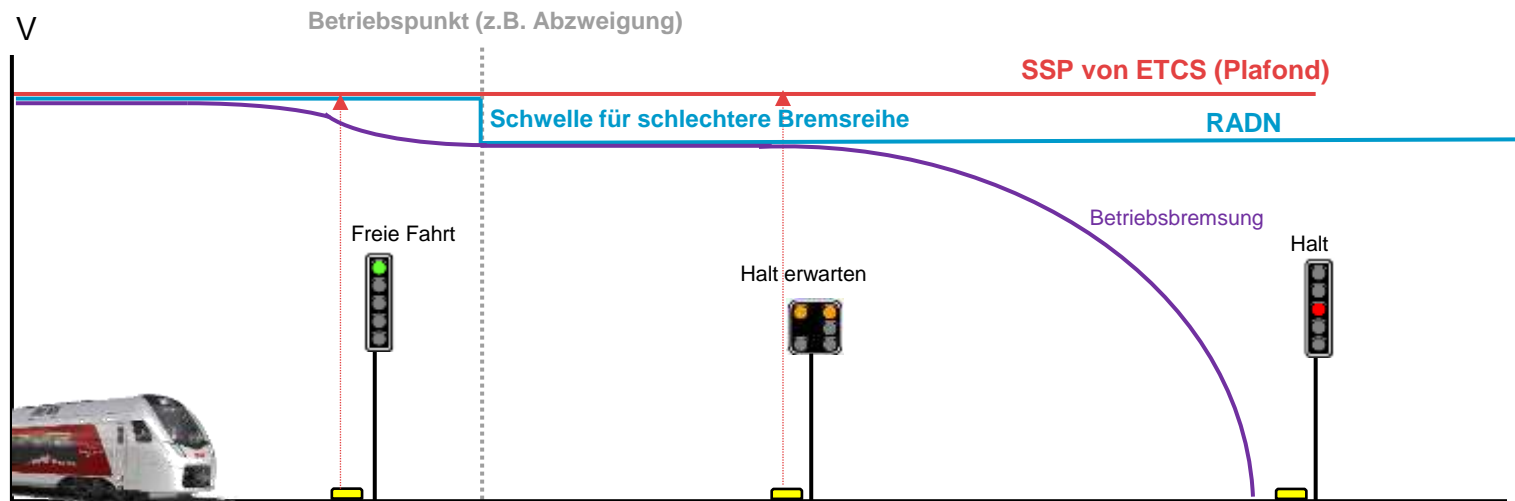 Betriebspunkt (z.B. Abzweigung)
V
SSP von ETCS (Plafond)
Schwelle für schlechtere Bremsreihe
RADN
Betriebsbremsung
Freie Fahrt
Halt
Halt erwarten